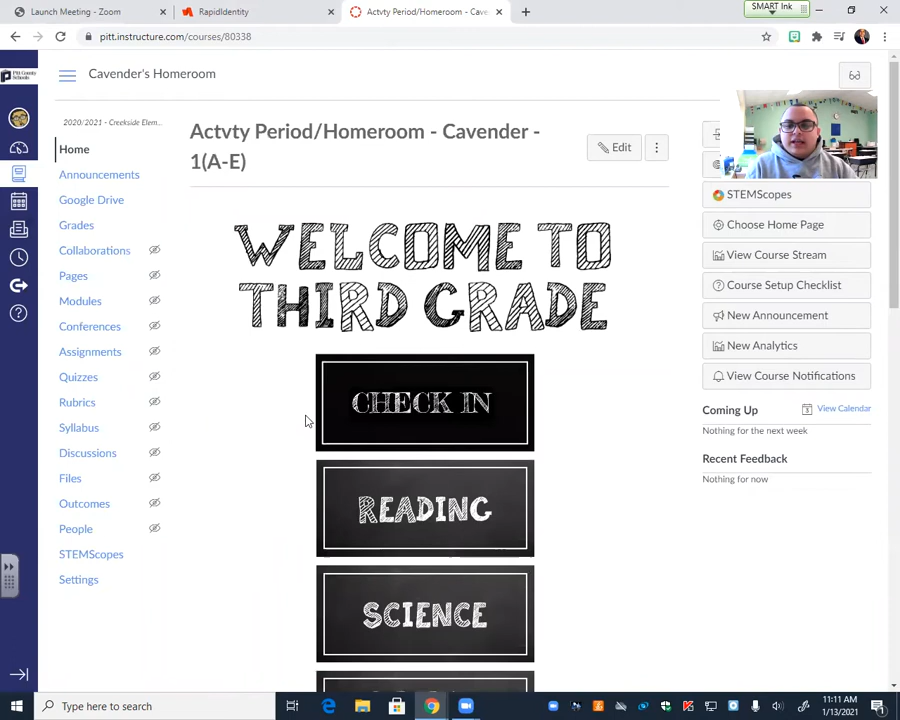 Launch Meeting - Zoom
RapidIdentity
Actvty Period/Homeroom - Cave
SMART Ink
pitt.instructure.com/courses/80338
Cavender's Homeroom
2020/2021 - Creekside Elem...
Home
Announcements
Google Drive
Grades
Collaborations
Pages
Modules
Conferences
Assignments
Quizzes
Rubrics
Syllabus
Discussions
Files
Outcomes
People
STEMScopes
Settings
Actvty Period/Homeroom - Cavender -
1(A-E)
Edit
WELCOME TO
THIRD GRADE
CHECK IN
READING
SCIENCE
STEMScopes
Choose Home Page
View Course Stream
Course Setup Checklist
New Announcement
New Analytics
View Course Notifications
Coming Up
View Calendar
Nothing for the next week
Recent Feedback
Nothing for now
Type here to search
11:11 AM
1/13/2021